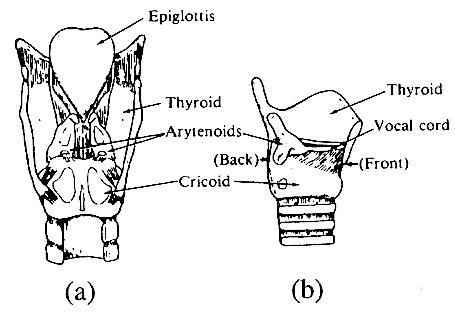 Epiglottis
Thyroid
Arytenoids
Cricoid
(a)
Thyroid
Vocal cord
(Back)
(Front)
(b)